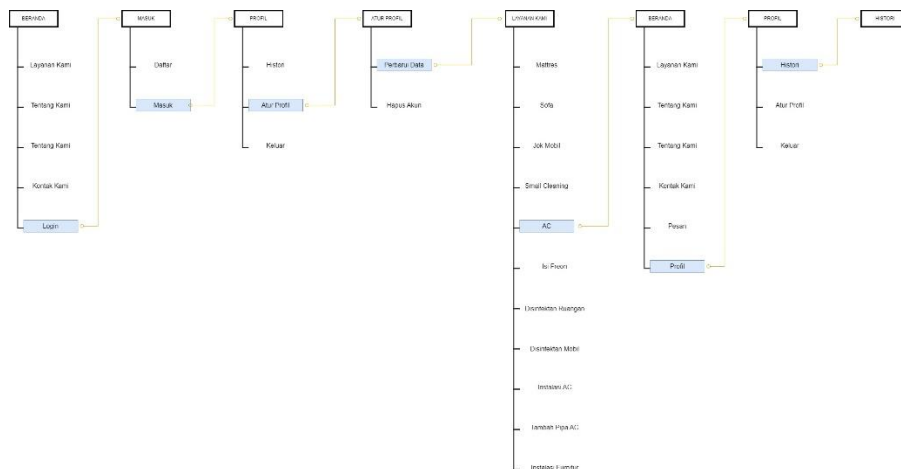 BERANDA
Layanan Kami
Tentang Kami
Tentang Kami
Kontak Kami
Login
MASUK
Daftar
Masuk
PROFIL
Histori
Atur Profil
Keluar
ATUR PROFIL
Perbarui Data
Hapus Akun
LAYANAN KAMI
Mattras
Sofa
Jok Mobil
Small Cleaning
AC
Isi Freon
Disinfektan Ruangan
Disinfektan Mobil
Instalasi AC
Tambah Pipa AC
Instalasi Furnitur
BERANDA
Layanan Kami
Tentang Kami
Tentang Kami
Kontak Kami
Pesan
Profil
PROFIL
Histori
Atur Profil
Keluar
HISTORI